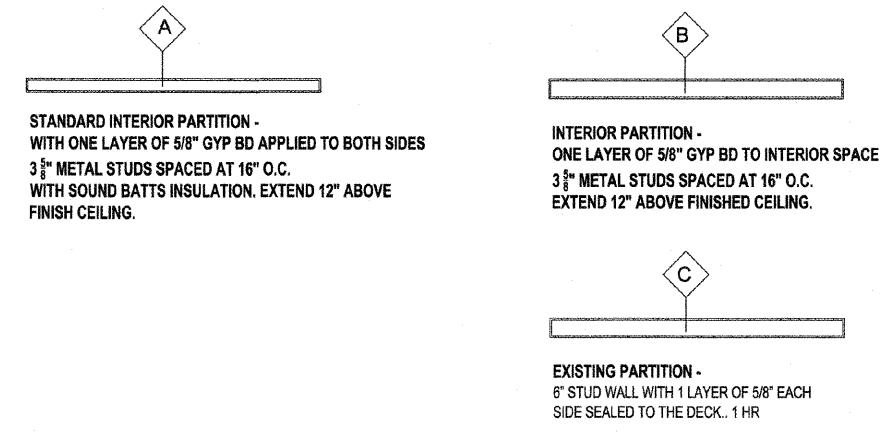 A
STANDARD INTERIOR PARTITION -
WITH ONE LAYER OF 5/8" GYP BD APPLIED TO BOTH SIDES
3 5/8" METAL STUDS SPACED AT 16" O.C.
WITH SOUND BATTS INSULATION. EXTEND 12" ABOVE
FINISH CEILING.
B
INTERIOR PARTITION -
ONE LAYER OF 5/8" GYP BD TO INTERIOR SPACE
3 5/8" METAL STUDS SPACED AT 16" O.C.
EXTEND 12" ABOVE FINISHED CEILING.
C
EXISTING PARTITION -
6" STUD WALL WITH 1 LAYER OF 5/8" EACH
SIDE SEALED TO THE DECK.. 1 HR